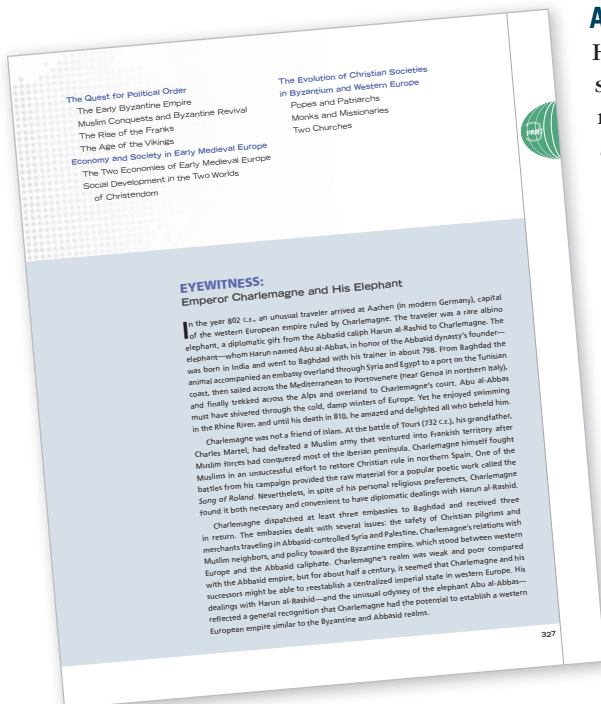 The Quest for Political Order
The Early Byzantine Empire
Muslim Conquests and Byzantine Revival
The Rise of the Franks
The Age of the Vikings
Economy and Society in Early Medieval Europe
The Two Economies of Early Medieval Europe
Social Development in the Two Worlds
of Christendom
The Evolution of Christian Societies
in Byzantium and Western Europe
Popes and Patriarchs
Monks and Missionaries
Two Churches
PART
EYEWITNESS:
Emperor Charlemagne and His Elephant
In the year 802 C.E., an unusual traveler arrived at Aachen (in modern Germany), capital
of the western European empire ruled by Charlemagne. The traveler was a rare albino
elephant, a diplomatic gift from the Abbasid caliph Harun al-Rashid to Charlemagne. The
elephant—whom Harun named Abu al-Abbas, in honor of the Abbasid dynasty's founder—
was born in India and went to Baghdad with his trainer in about 798. From Baghdad the
animal accompanied an embassy overland through Syria and Egypt to a port on the Tunisian
coast, then sailed across the Mediterranean to Portovenere (near Genoa in northern Italy),
and finally trekked across the Alps and overland to Charlemagne's court. Abu al-Abbas
must have shivered through the cold, damp winters of Europe. Yet he enjoyed swimming
in the Rhine River, and until his death in 810, he amazed and delighted all who beheld him.
Charlemagne was not a friend of Islam. At the battle of Tours (732 C.E.), his grandfather,
Charles Martel, had defeated a Muslim army that ventured into Frankish territory after
Muslim forces had conquered most of the Iberian peninsula. Charlemagne himself fought
Muslims in an unsuccessful effort to restore Christian rule in northern Spain. One of the
battles from his campaign provided the raw material for a popular poetic work called the
Song of Roland. Nevertheless, in spite of his personal religious preferences, Charlemagne
found it both necessary and convenient to have diplomatic dealings with Harun al-Rashid.
Charlemagne dispatched at least three embassies to Baghdad and received three
in return. The embassies dealt with several issues: the safety of Christian pilgrims and
merchants traveling in Abbasid-controlled Syria and Palestine, Charlemagne's relations with
Muslim neighbors, and policy toward the Byzantine empire, which stood between western
Europe and the Abbasid caliphate. Charlemagne's realm was weak and poor compared
with the Abbasid empire, but for about half a century, it seemed that Charlemagne and his
successors might be able to reestablish a centralized imperial state in western Europe. His
dealings with Harun al-Rashid—and the unusual odyssey of the elephant Abu al-Abbas—
reflected a general recognition that Charlemagne had the potential to establish a western
European empire similar to the Byzantine and Abbasid realms.
327